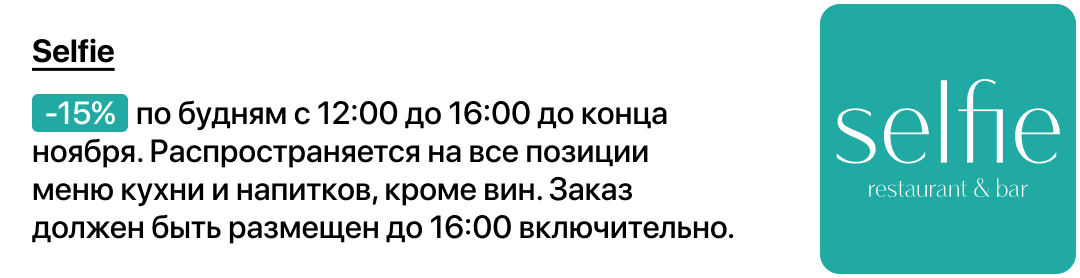 Selfie
-15% по будням с 12:00 до 16:00 до конца
ноября. Распространяется на все позиции
меню кухни и напитков, кроме вин. Заказ
должен быть размещен до 16:00 включительно.
selfie
restaurant & bar